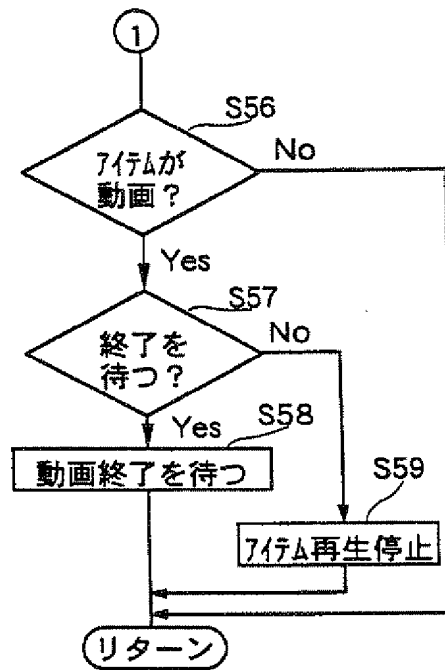 1
S56
アイテムが
動画？
No
Yes
S57
終了を
待つ？
No
Yes
S58
動画終了を待つ
S59
アイテム再生停止
リターン